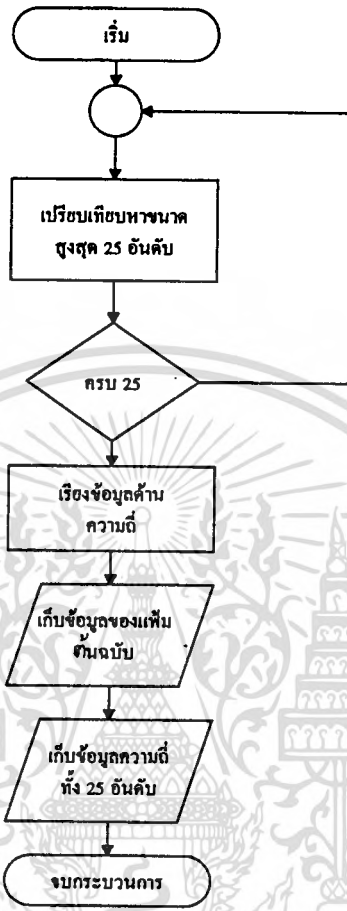 เริ่ม
เปรียบเทียบหาขนาด
สูงสุด 25 อันดับ
ครบ 25
เรียงข้อมูลด้าน
ความถี่
เก็บข้อมูลของแฟ้ม
ต้นฉบับ
เก็บข้อมูลความถี่
ทั้ง 25 อันดับ
จบกระบวนการ